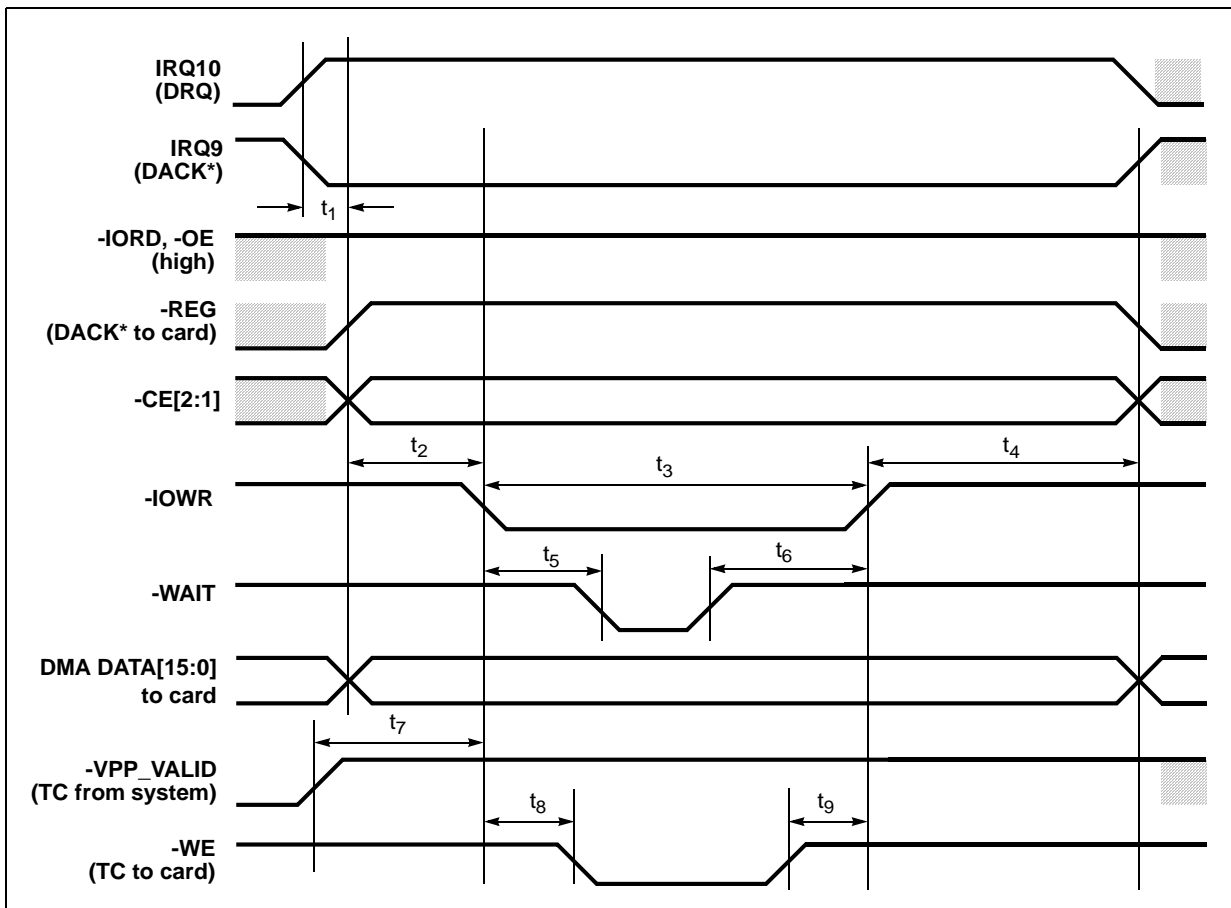 IRQ10
(DRQ)
IRQ9
(DACK*)
t1
-IORD, -OE
(high)
-REG
(DACK* to card)
-CE[2:1]
t2
t3
t4
-IOWR
t5
t6
-WAIT
DMA DATA[15:0]
to card
t7
-VPP_VALID
(TC from system)
t8
t9
-WE
(TC to card)